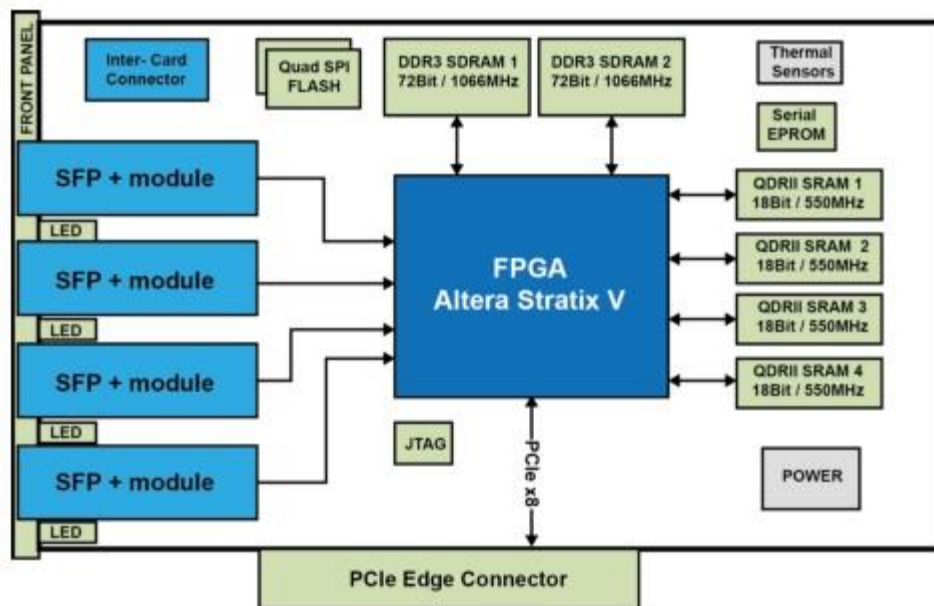 FRONT PANEL
Inter- Card
Connector
Quad SPI
FLASH
DDR3 SDRAM 1
72Bit / 1066MHz
DDR3 SDRAM 2
72Bit / 1066MHz
Thermal
Sensors
Serial
EPROM
SFP + module
LED
SFP + module
LED
SFP + module
LED
SFP + module
LED
FPGA
Altera Stratix V
QDRII SRAM 1
18Bit / 550MHz
QDRII SRAM 2
18Bit / 550MHz
QDRII SRAM 3
18Bit / 550MHz
QDRII SRAM 4
18Bit / 550MHz
JTAG
PCIe x8
POWER
PCIe Edge Connector